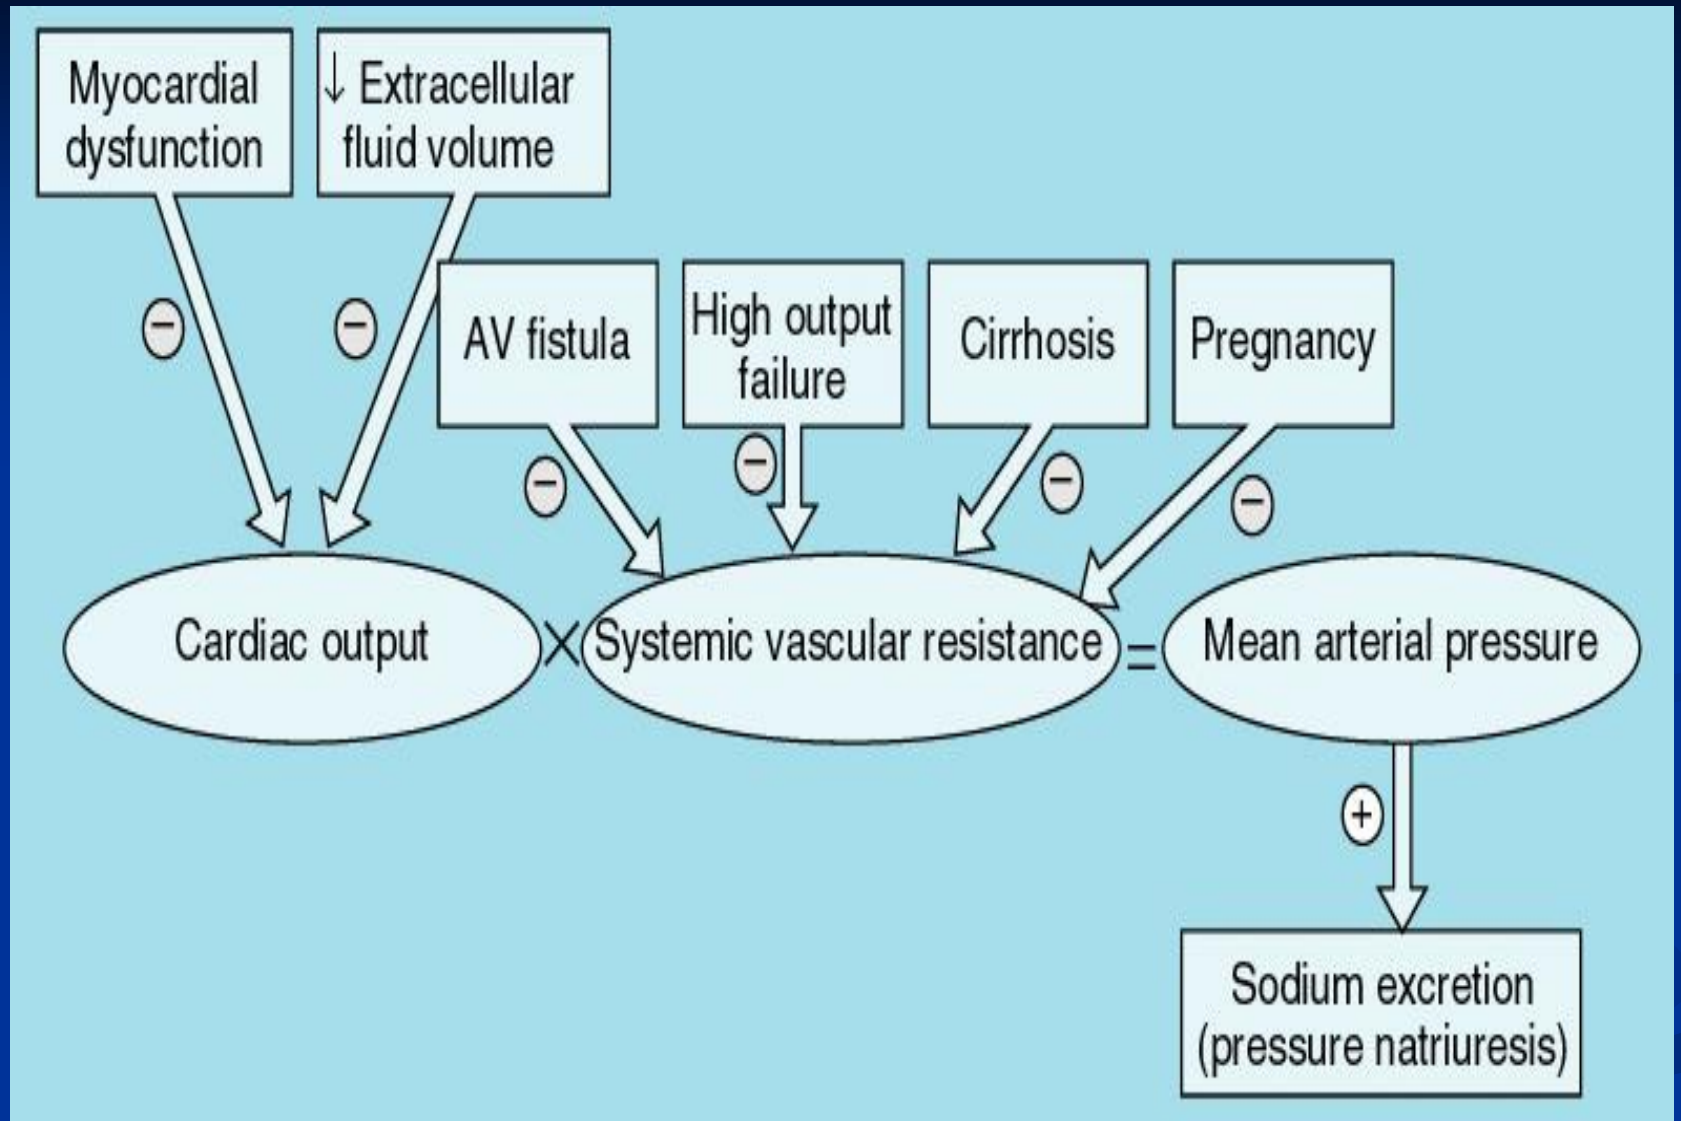 Myocardial
dysfunction
↓ Extracellular
fluid volume
−
−
AV fistula
High output
failure
Cirrhosis
Pregnancy
−
−
−
−
Cardiac output
×
Systemic vascular resistance
=
Mean arterial pressure
+
Sodium excretion
(pressure natriuresis)